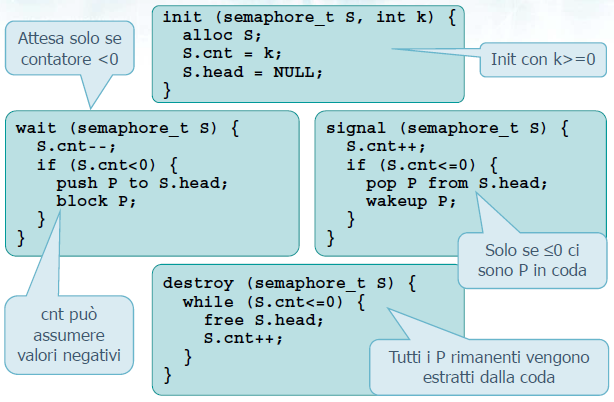 init (semaphore_t S, int k) {
alloc S;
S.cnt = k;
S.head = NULL;
}
Attesa solo se
contatore <0
Init con k>=0
wait (semaphore_t S) {
S.cnt--;
if (S.cnt<0) {
push P to S.head;
block P;
}
}
signal (semaphore_t S) {
S.cnt++;
if (S.cnt<=0) {
pop P from S.head;
wakeup P;
}
}
Solo se ≤0 ci
sono P in coda
cnt può
assumere
valori negativi
destroy (semaphore_t S) {
while (S.cnt<=0) {
free S.head;
S.cnt++;
}
}
Tutti i P rimanenti vengono
estratti dalla coda